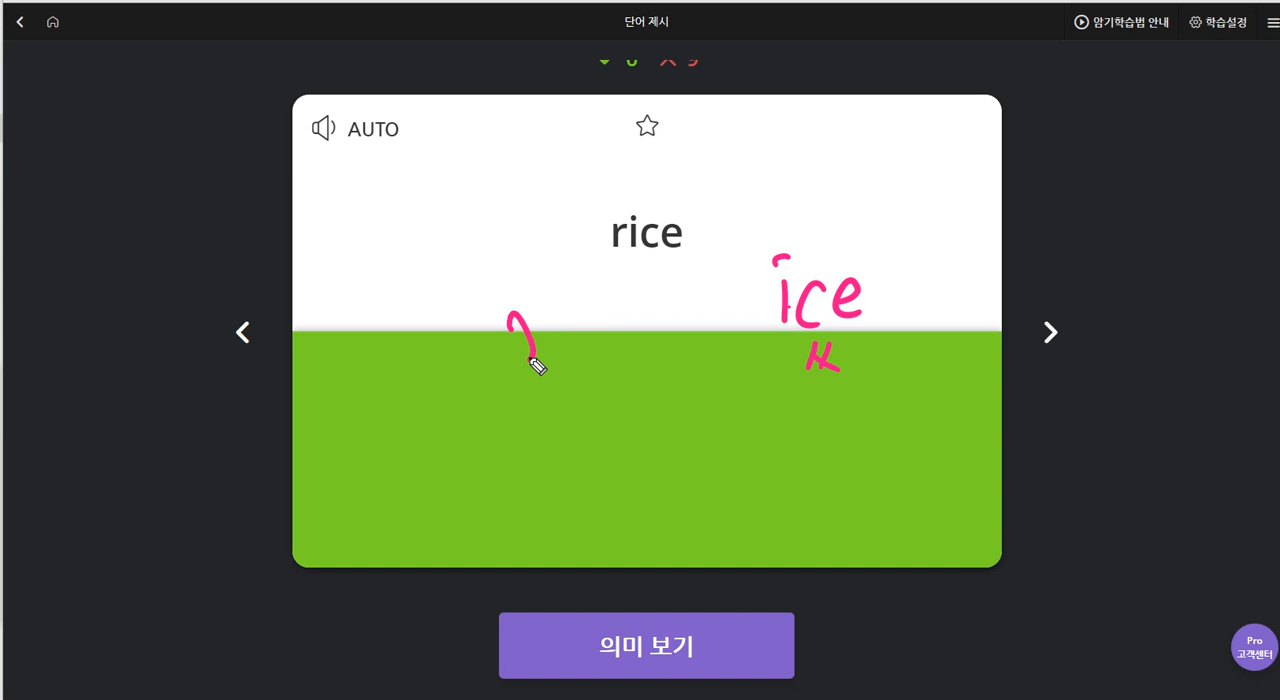 단어 제시
암기학습법 안내
학습설정
AUTO
rice
ice
의미 보기
Pro
고객센터